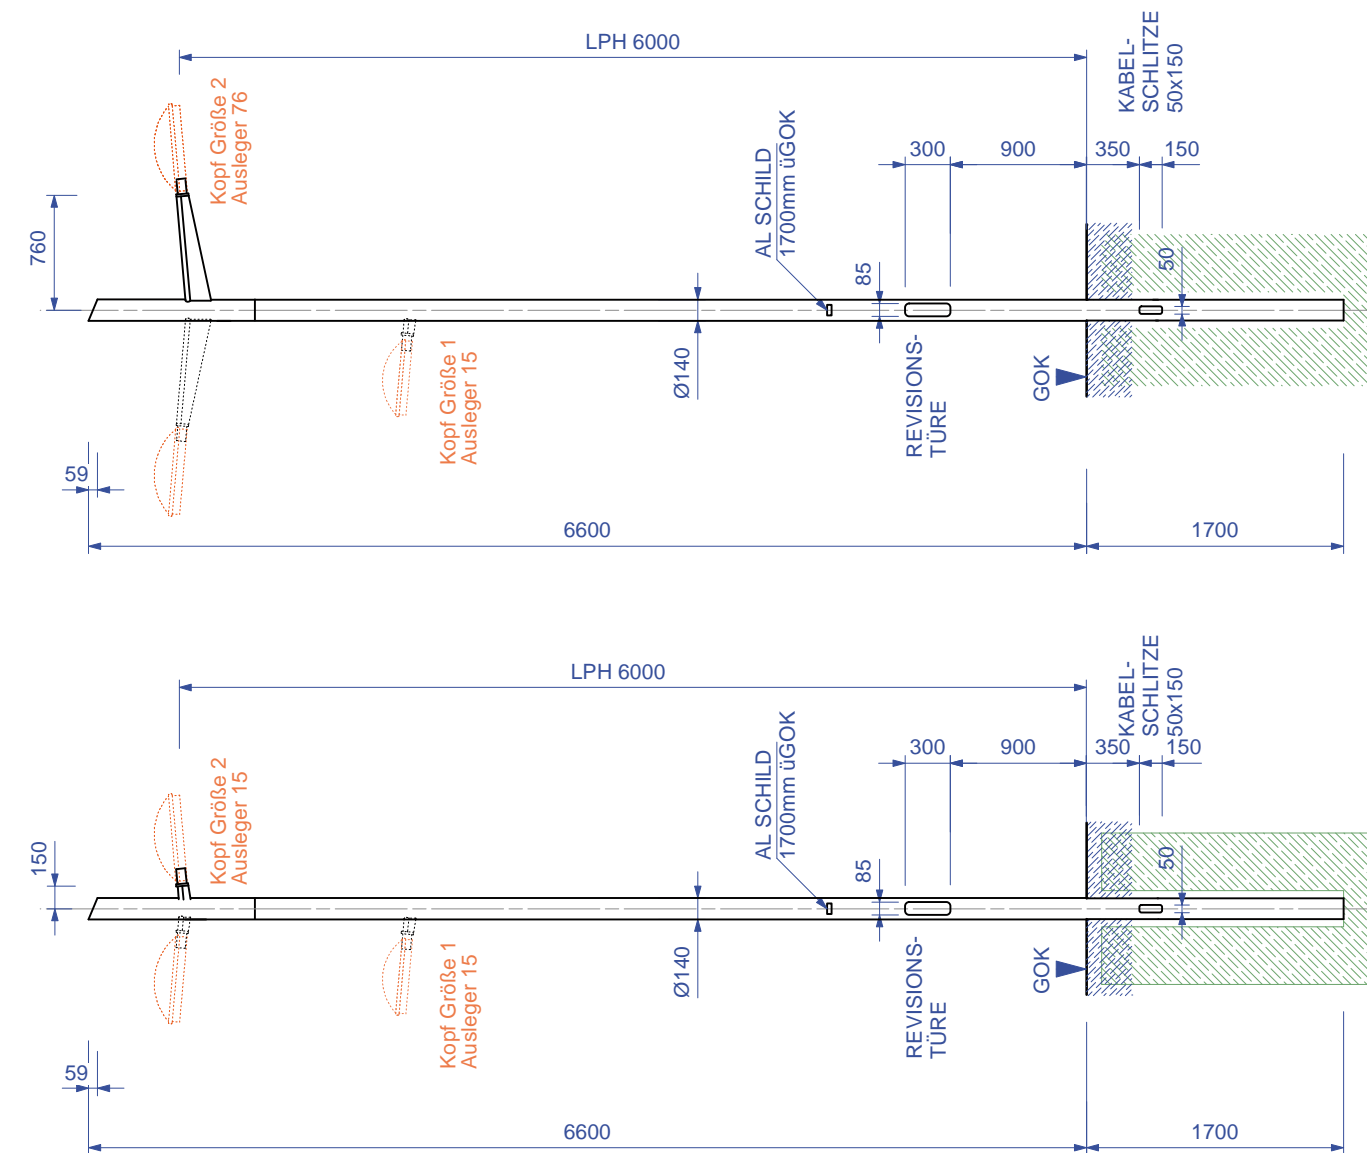 LPH 6000
KABEL-
SCHLITZE
50x150
Kopf Größe 2
Ausleger 76
AL SCHILD
1700mm üGOK
300
900
350
150
760
85
50
Kopf Größe 1
Ausleger 15
Ø140
REVISIONS-
TÜRE
GOK
59
6600
1700
LPH 6000
KABEL-
SCHLITZE
50x150
Kopf Größe 2
Ausleger 15
AL SCHILD
1700mm üGOK
300
900
350
150
150
85
50
Kopf Größe 1
Ausleger 15
Ø140
REVISIONS-
TÜRE
GOK
59
6600
1700